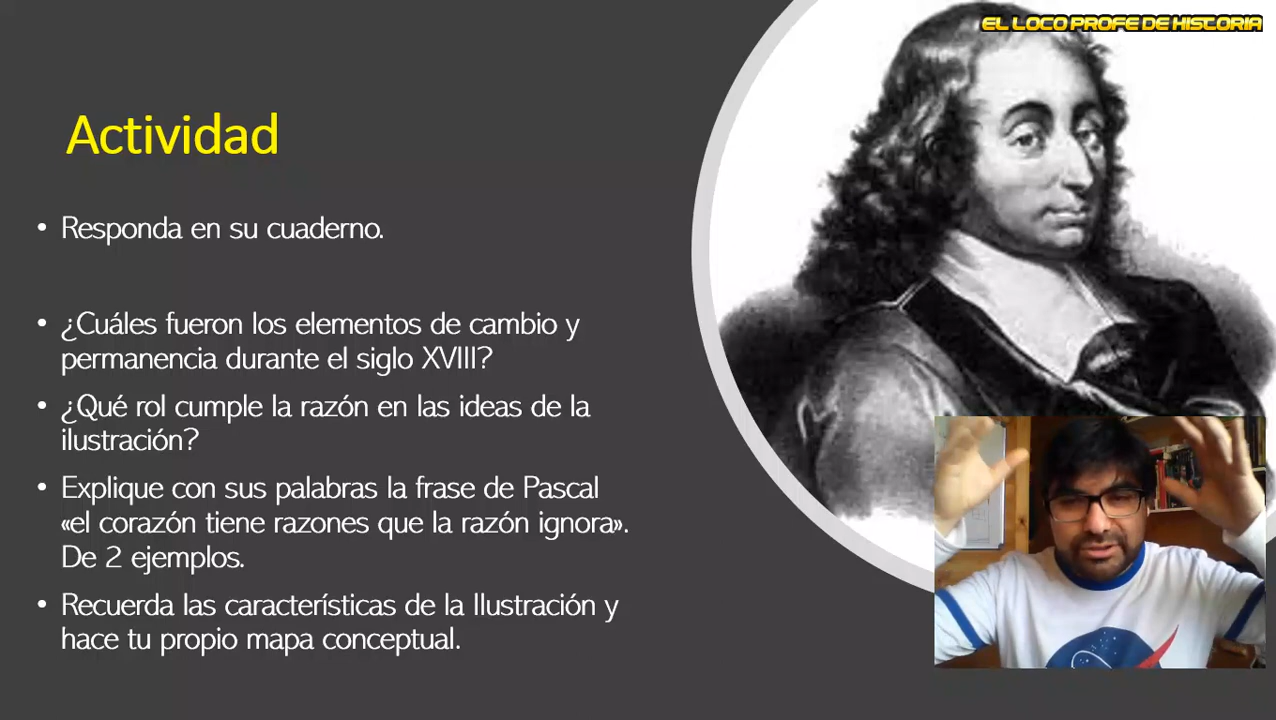 EL LOCO PROFE DE HISTORIA
Actividad
• Responda en su cuaderno.
• ¿Cuáles fueron los elementos de cambio y
permanencia durante el siglo XVIII?
• ¿Qué rol cumple la razón en las ideas de la
ilustración?
• Explique con sus palabras la frase de Pascal
«el corazón tiene razones que la razón ignora».
De 2 ejemplos.
• Recuerda las características de la Ilustración y
hace tu propio mapa conceptual.